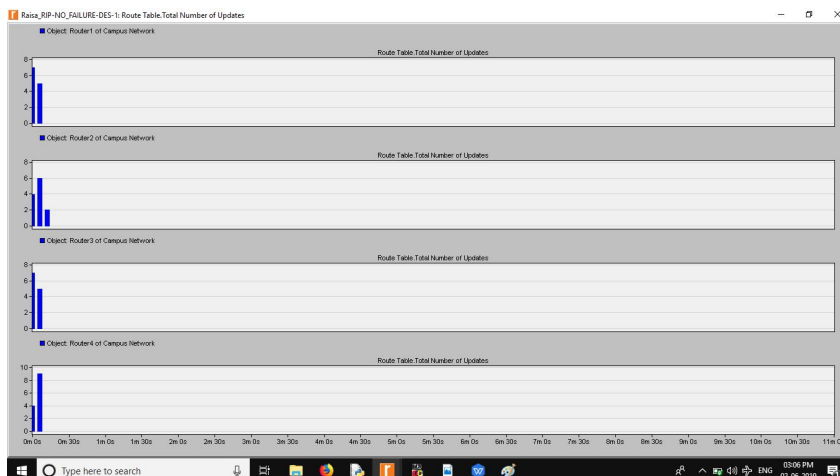 Raisa_RIP-NO_FAILURE-DES-1: Route Table.Total Number of Updates
Object: Router1 of Campus Network
Route Table.Total Number of Updates
8
6
4
2
0
Object: Router2 of Campus Network
Route Table.Total Number of Updates
8
6
4
2
0
Object: Router3 of Campus Network
Route Table.Total Number of Updates
8
6
4
2
0
Object: Router4 of Campus Network
Route Table.Total Number of Updates
10
8
6
4
2
0
0m 0s 0m 30s 1m 0s 1m 30s 2m 0s 2m 30s 3m 0s 3m 30s 4m 0s 4m 30s 5m 0s 5m 30s 6m 0s 6m 30s 7m 0s 7m 30s 8m 0s 8m 30s 9m 0s 9m 30s 10m 0s 10m 30s 11m
Type here to search
ENG
03:06 PM